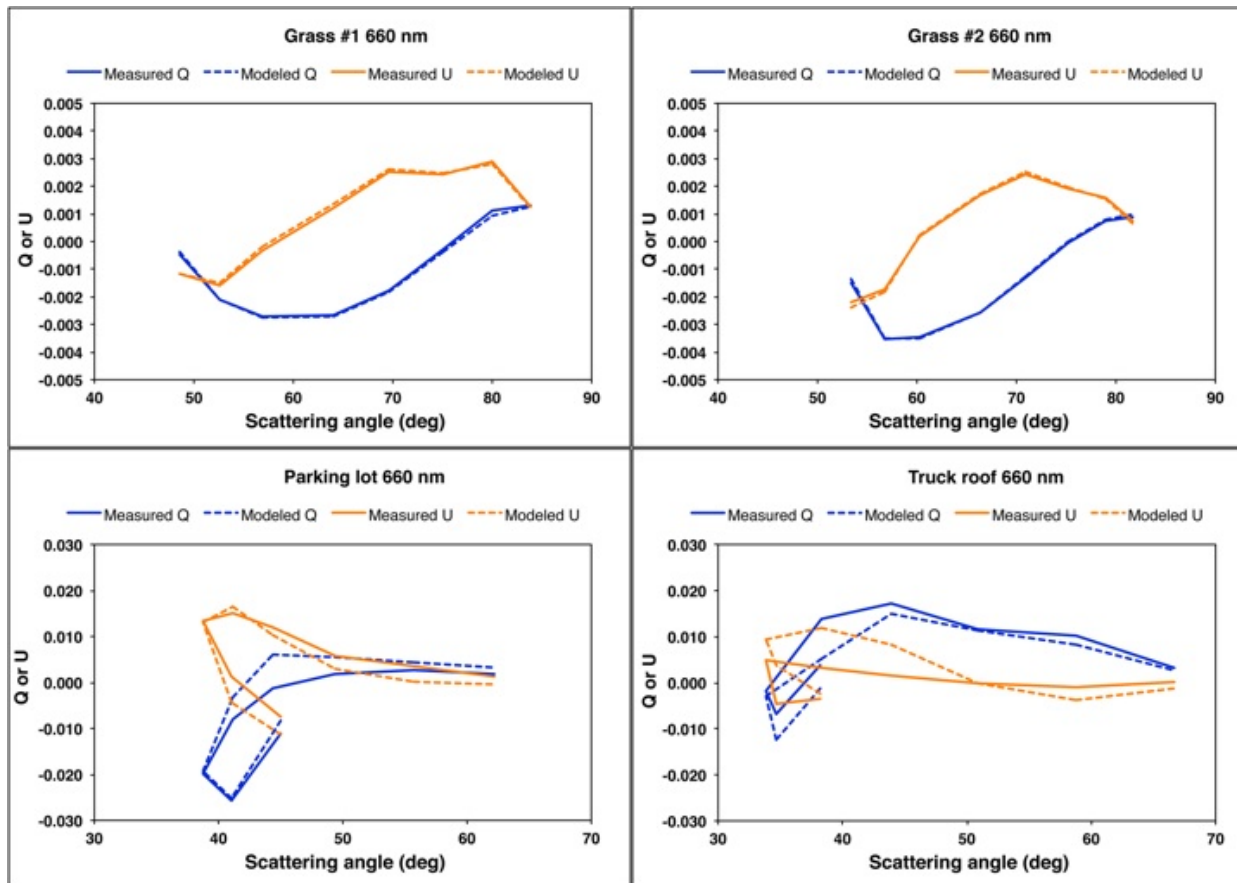 Grass #1 660 nm
Measured Q Modeled Q Measured U Modeled U
0.005
0.004
0.003
0.002
0.001
0.000
-0.001
-0.002
-0.003
-0.004
-0.005
Q or U
40 50 60 70 80 90
Scattering angle (deg)
Grass #2 660 nm
Measured Q Modeled Q Measured U Modeled U
0.005
0.004
0.003
0.002
0.001
0.000
-0.001
-0.002
-0.003
-0.004
-0.005
Q or U
40 50 60 70 80 90
Scattering angle (deg)
Parking lot 660 nm
Measured Q Modeled Q Measured U Modeled U
0.030
0.020
0.010
0.000
-0.010
-0.020
-0.030
Q or U
30 40 50 60 70
Scattering angle (deg)
Truck roof 660 nm
Measured Q Modeled Q Measured U Modeled U
0.030
0.020
0.010
0.000
-0.010
-0.020
-0.030
Q or U
30 40 50 60 70
Scattering angle (deg)